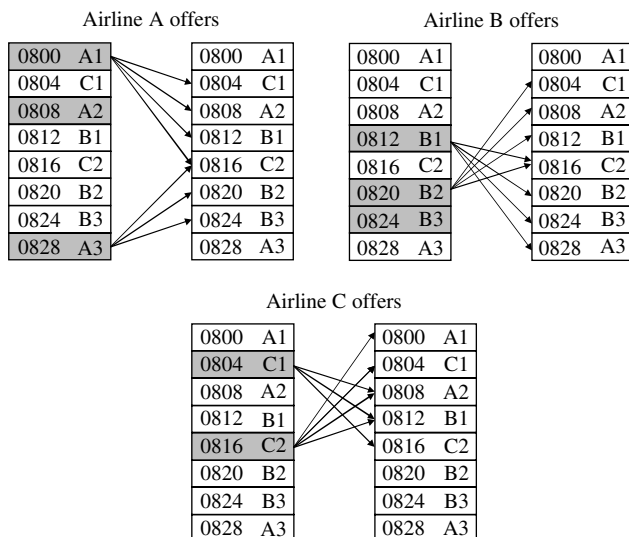 Airline A offers
0800 A1
0804 C1
0808 A2
0812 B1
0816 C2
0820 B2
0824 B3
0828 A3
0800 A1
0804 C1
0808 A2
0812 B1
0816 C2
0820 B2
0824 B3
0828 A3
Airline B offers
0800 A1
0804 C1
0808 A2
0812 B1
0816 C2
0820 B2
0824 B3
0828 A3
0800 A1
0804 C1
0808 A2
0812 B1
0816 C2
0820 B2
0824 B3
0828 A3
Airline C offers
0800 A1
0804 C1
0808 A2
0812 B1
0816 C2
0820 B2
0824 B3
0828 A3
0800 A1
0804 C1
0808 A2
0812 B1
0816 C2
0820 B2
0824 B3
0828 A3